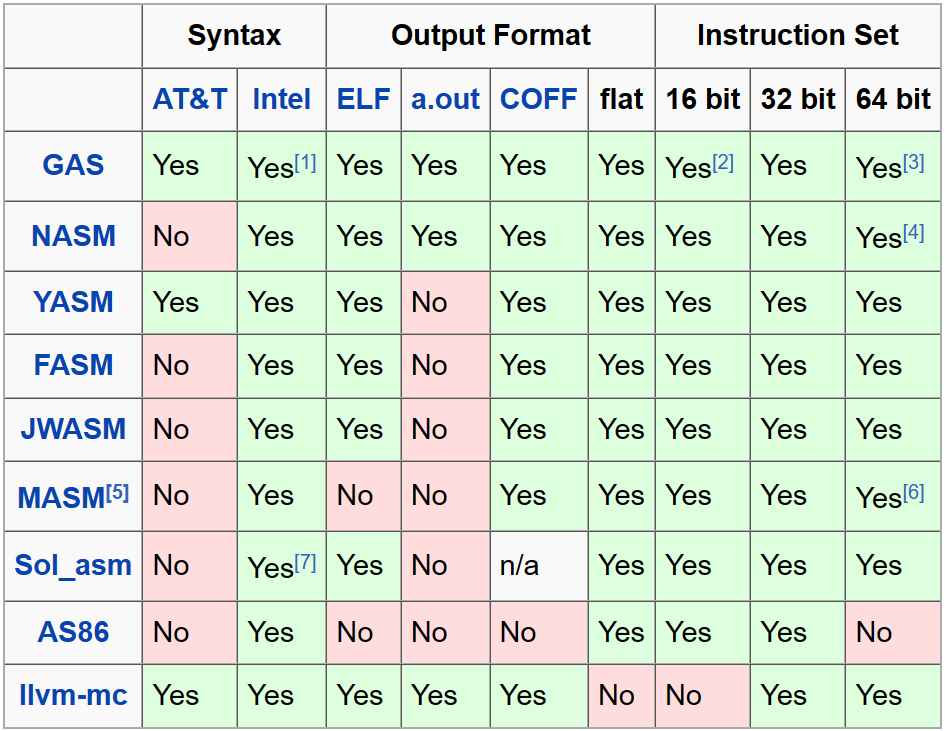 Syntax Output Format Instruction Set
AT&T Intel ELF a.out COFF flat 16 bit 32 bit 64 bit
GAS Yes Yes[1] Yes Yes Yes Yes Yes[2] Yes Yes[3]
NASM No Yes Yes Yes Yes Yes Yes Yes Yes[4]
YASM Yes Yes Yes No Yes Yes Yes Yes Yes
FASM No Yes Yes No Yes Yes Yes Yes Yes
JWASM No Yes Yes No Yes Yes Yes Yes Yes
MASM[5] No Yes No No Yes Yes Yes Yes Yes[6]
Sol_asm No Yes[7] Yes No n/a Yes Yes Yes Yes
AS86 No Yes No No No Yes Yes Yes No
llvm-mc Yes Yes Yes Yes Yes No No Yes Yes